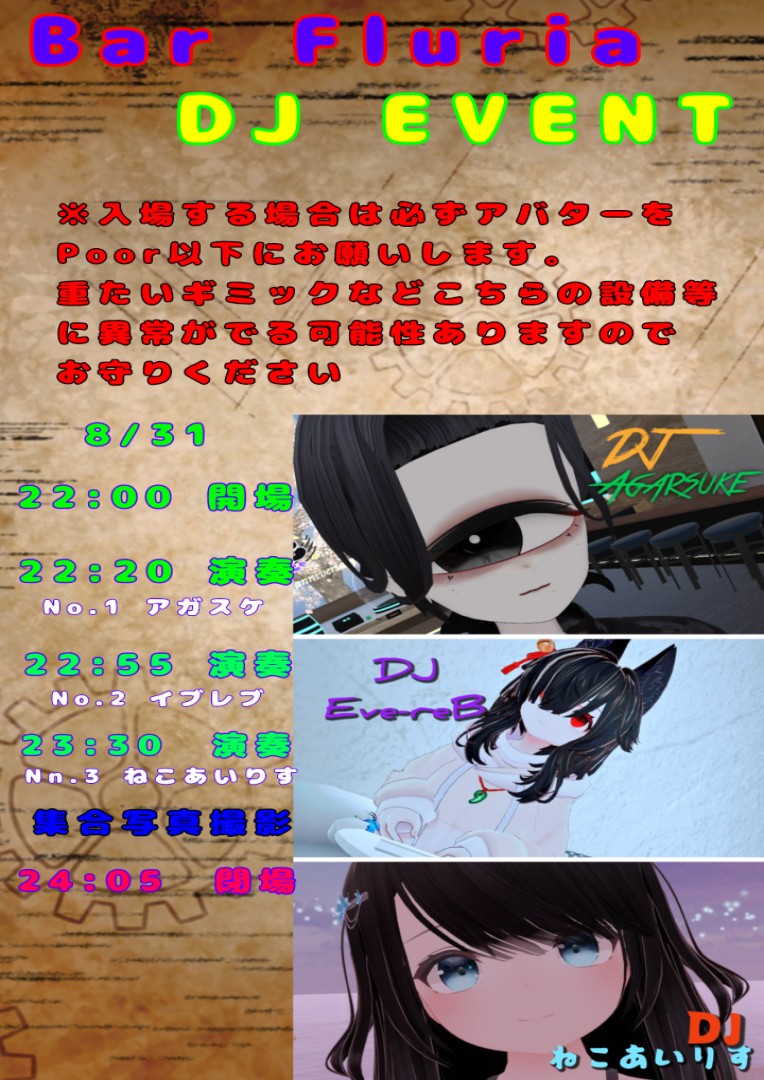 Bar Fluria
DJ EVENT
※入場する場合は必ずアバターを
Poor以下にお願いします。
重たいギミックなどこちらの設備等
に異常がでる可能性ありますので
お守りください
8/31
22:00 開場
22:20 演奏
No.1 アガスケ
22:55 演奏
No.2 イブレブ
23:30 演奏
Nn.3 ねこあいりす
集合写真撮影
24:05 閉場
DJ
AGARSUKE
DJ
Eve-reB
DJ
ねこあいりす